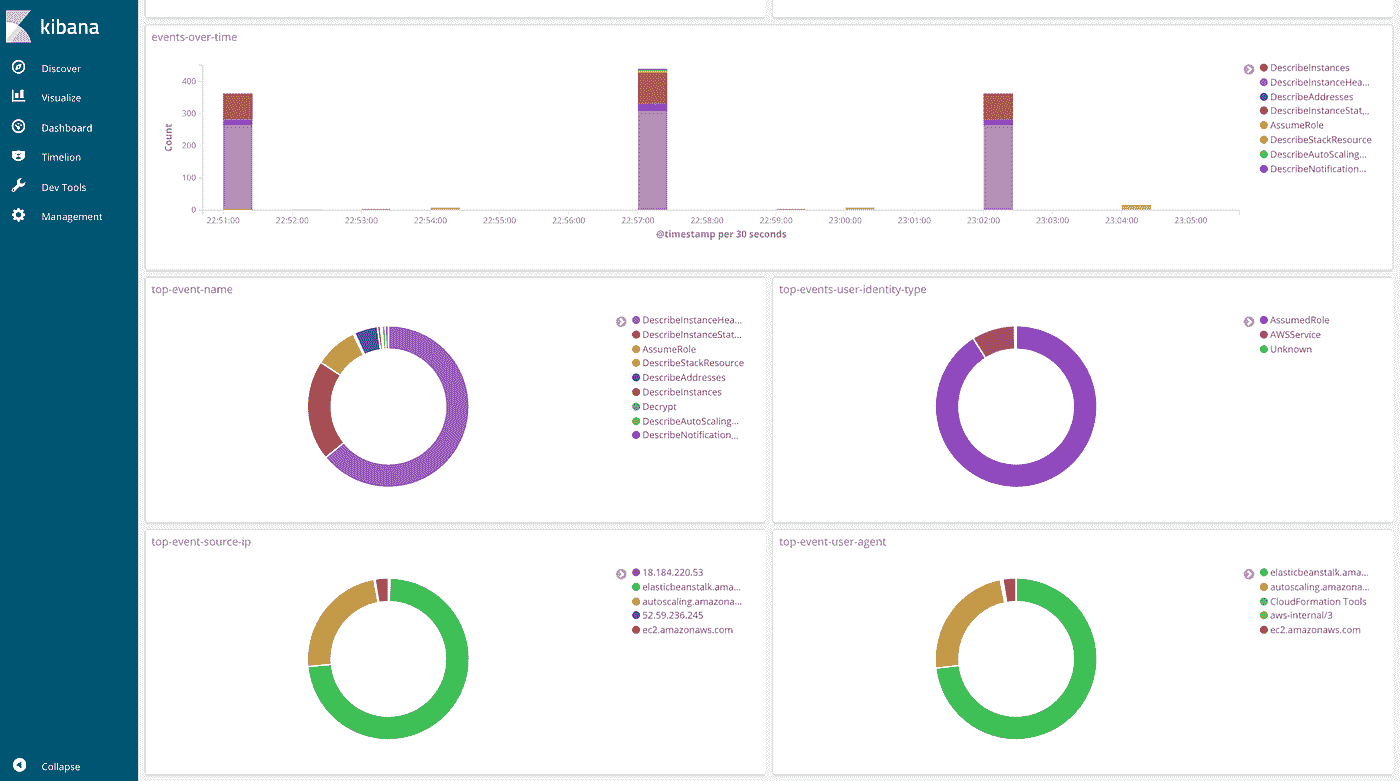 kibana
Discover
Visualize
Dashboard
Timelion
Dev Tools
Management
Collapse
events-over-time
Count
400
300
200
100
0
22:51:00 22:52:00 22:53:00 22:54:00 22:55:00 22:56:00 22:57:00 22:58:00 22:59:00 23:00:00 23:01:00 23:02:00 23:03:00 23:04:00 23:05:00
@timestamp per 30 seconds
DescribeInstances
DescribeInstanceHea...
DescribeAddresses
DescribeInstanceStat...
AssumeRole
DescribeStackResource
DescribeAutoScaling...
DescribeNotification...
top-event-name
DescribeInstanceHea...
DescribeInstanceStat...
AssumeRole
DescribeStackResource
DescribeAddresses
DescribeInstances
Decrypt
DescribeAutoScaling...
DescribeNotification...
top-events-user-identity-type
AssumedRole
AWSService
Unknown
top-event-source-ip
18.184.220.53
elasticbeanstalk.ama...
autoscaling.amazona...
52.59.236.245
ec2.amazonaws.com
top-event-user-agent
elasticbeanstalk.ama...
autoscaling.amazona...
CloudFormation Tools
aws-internal/3
ec2.amazonaws.com